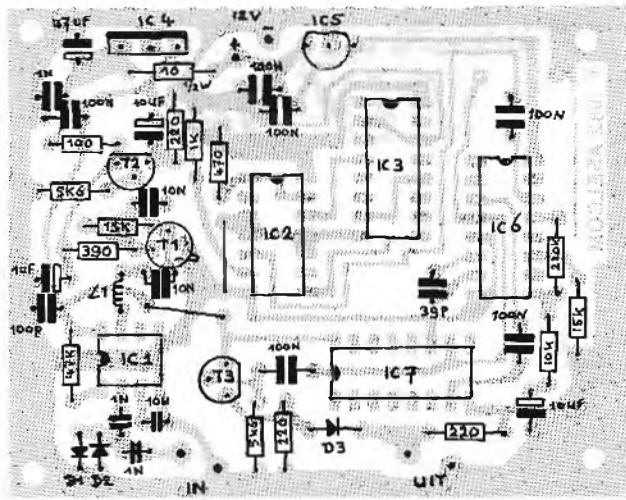 47UF
IC4
12V
IC5
+
-
1N
10
1/2W
100N
100N
10UF
220
1K
100N
100N
100
470
IC3
T2
5K6
10N
15K
IC2
IC6
T1
390
220K
1UF
L1
10N
39P
100P
15K
100N
10K
47K
IC1
T3
100N
IC7
1N
10N
10UF
5K6
220
D3
220
1N
D1
D2
IN
UIT